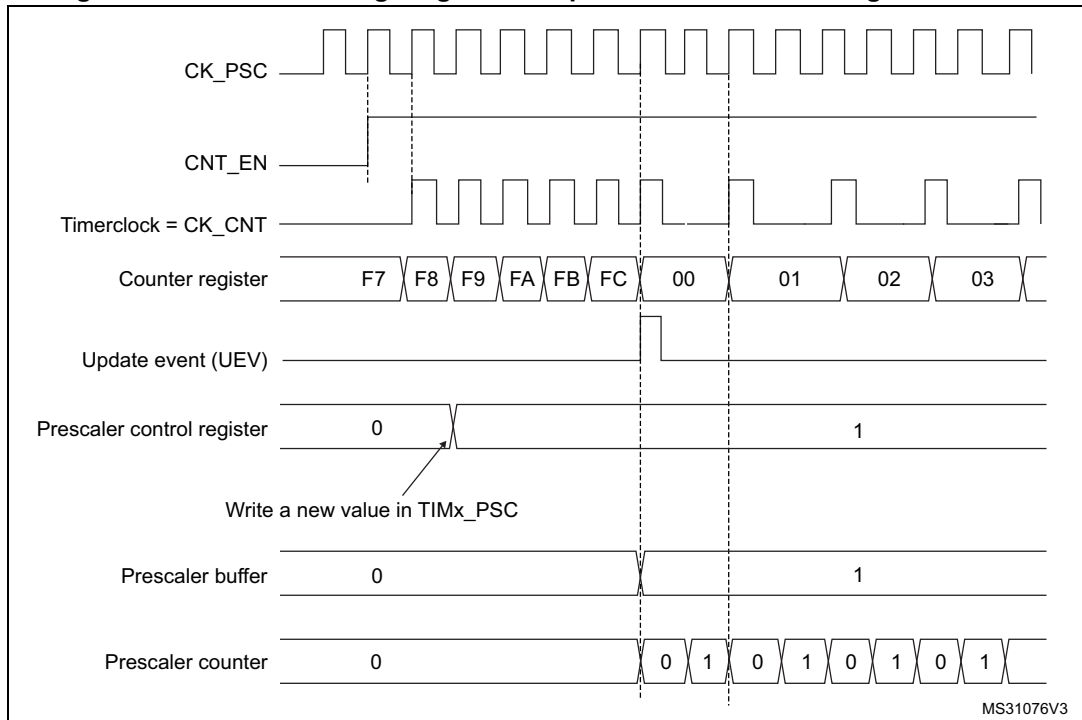 CK_PSC
CNT_EN
Timerclock = CK_CNT
Counter register F7 F8 F9 FA FB FC 00 01 02 03
Update event (UEV)
Prescaler control register 0 1
Write a new value in TIMx_PSC
Prescaler buffer 0 1
Prescaler counter 0 0 1 0 1 0 1 0 1
MS31076V3